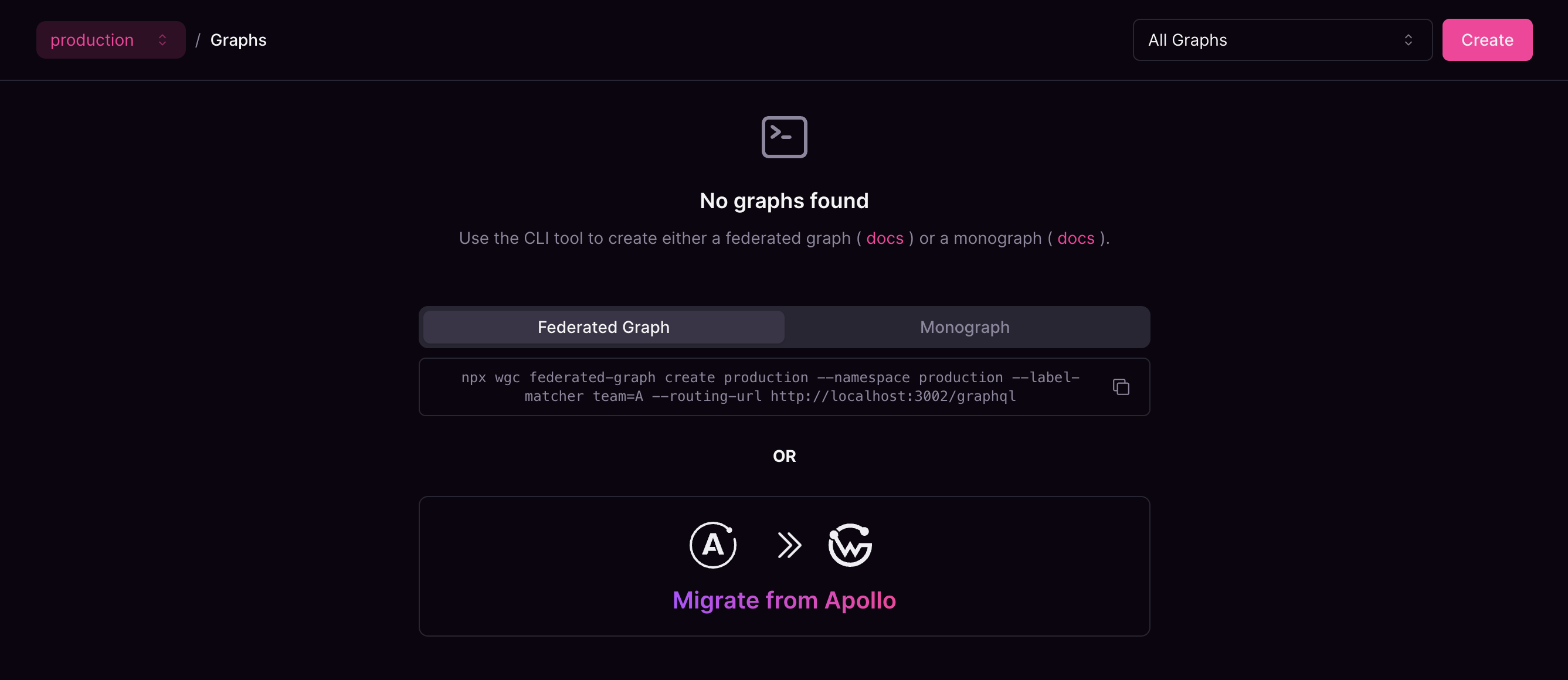 production / Graphs
All Graphs
Create
No graphs found
Use the CLI tool to create either a federated graph ( docs ) or a monograph ( docs ).
Federated Graph
Monograph
npx wgc federated-graph create production --namespace production --label-
matcher team=A --routing-url http://localhost:3002/graphql
OR
Migrate from Apollo